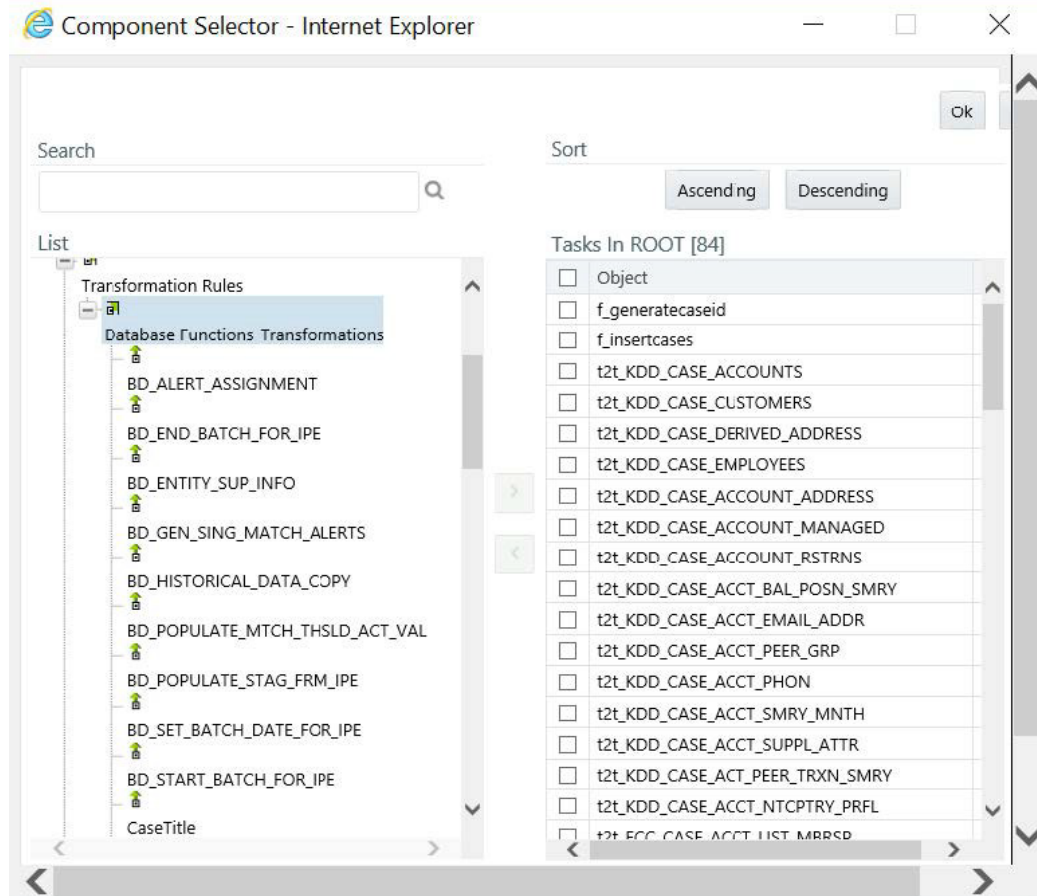 Component Selector - Internet Explorer
Ok
Search
Sort
Ascending Descending
List
Tasks In ROOT [84]
Transformation Rules
Database Functions Transformations
BD_ALERT_ASSIGNMENT
BD_END_BATCH_FOR_IPE
BD_ENTITY_SUP_INFO
BD_GEN_SING_MATCH_ALERTS
BD_HISTORICAL_DATA_COPY
BD_POPULATE_MTCH_THSLD_ACT_VAL
BD_POPULATE_STAG_FRM_IPE
BD_SET_BATCH_DATE_FOR_IPE
BD_START_BATCH_FOR_IPE
CaseTitle
Object
f_generatecaseid
f_insertcases
t2t_KDD_CASE_ACCOUNTS
t2t_KDD_CASE_CUSTOMERS
t2t_KDD_CASE_DERIVED_ADDRESS
t2t_KDD_CASE_EMPLOYEES
t2t_KDD_CASE_ACCOUNT_ADDRESS
t2t_KDD_CASE_ACCOUNT_MANAGED
t2t_KDD_CASE_ACCOUNT_RSTRNS
t2t_KDD_CASE_ACCT_BAL_POSN_SMRY
t2t_KDD_CASE_ACCT_EMAIL_ADDR
t2t_KDD_CASE_ACCT_PEER_GRP
t2t_KDD_CASE_ACCT_PHON
t2t_KDD_CASE_ACCT_SMRY_MNTH
t2t_KDD_CASE_ACCT_SUPPL_ATTR
t2t_KDD_CASE_ACT_PEER_TRXN_SMRY
t2t_KDD_CASE_ACCT_NTCPTRY_PRFL
t2t_FCC_CASE_ACCT_LIST_MBRSP